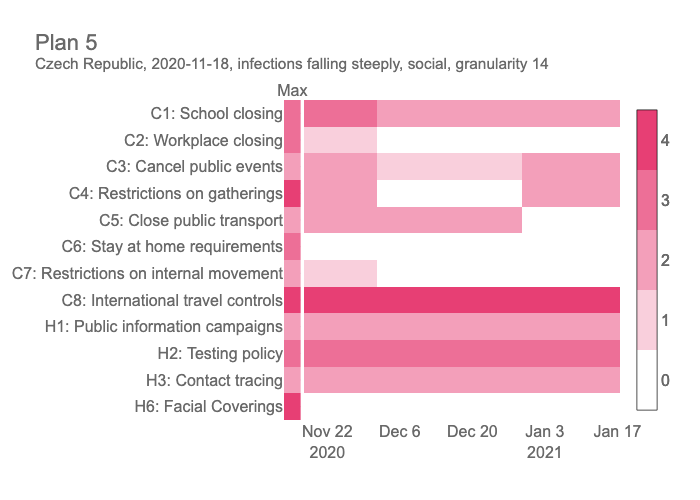 Plan 5
Czech Republic, 2020-11-18, infections falling steeply, social, granularity 14
Max
C1: School closing
C2: Workplace closing
C3: Cancel public events
C4: Restrictions on gatherings
C5: Close public transport
C6: Stay at home requirements
C7: Restrictions on internal movement
C8: International travel controls
H1: Public information campaigns
H2: Testing policy
H3: Contact tracing
H6: Facial Coverings
4
3
2
1
0
Nov 22 Dec 6 Dec 20 Jan 3 Jan 17
2020 2021